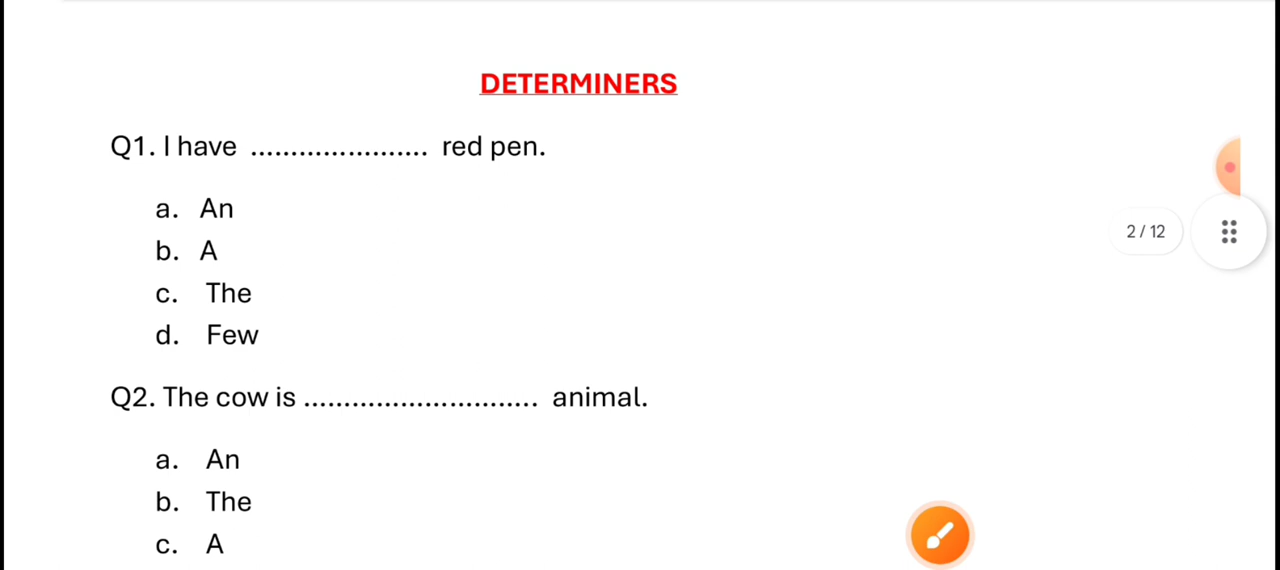 DETERMINERS
Q1. I have ...................... red pen.
a. An
b. A
c. The
d. Few
2 / 12
Q2. The cow is ............................. animal.
a. An
b. The
c. A